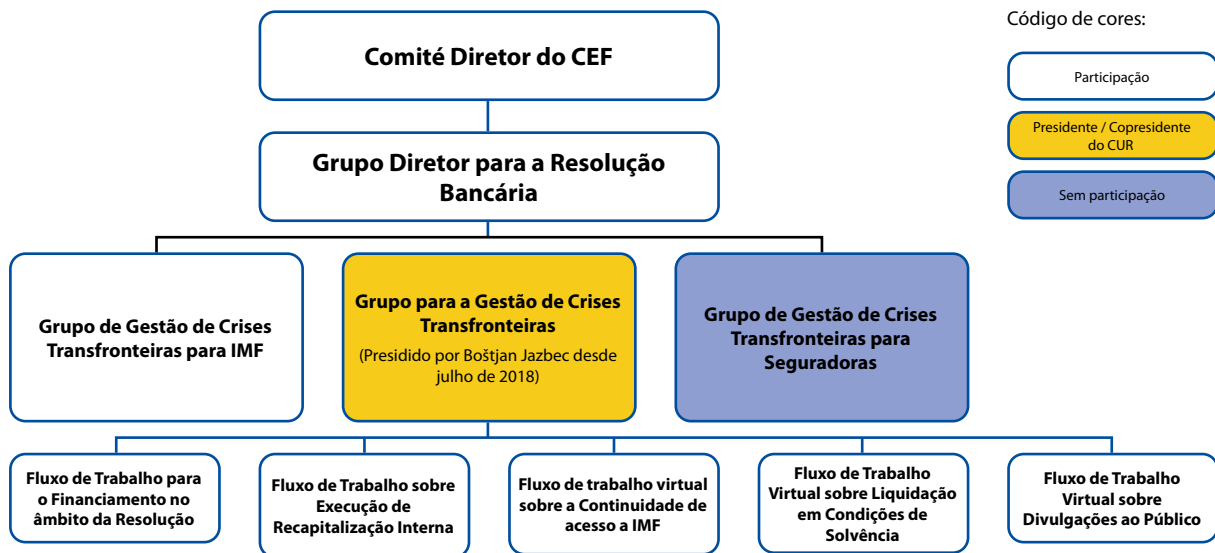 Código de cores:
Comité Diretor do CEF
Participação
Presidente / Copresidente
do CUR
Grupo Diretor para a Resolução
Bancária
Sem participação
Grupo de Gestão de Crises
Transfronteiras para IMF
Grupo para a Gestão de Crises
Transfronteiras
(Presidido por Boštjan Jazbec desde
julho de 2018)
Grupo de Gestão de Crises
Transfronteiras para
Seguradoras
Fluxo de Trabalho para
o Financiamento no
âmbito da Resolução
Fluxo de Trabalho sobre
Execução de
Recapitalização Interna
Fluxo de trabalho virtual
sobre a Continuidade de
acesso a IMF
Fluxo de Trabalho
Virtual sobre Liquidação
em Condições de
Solvência
Fluxo de Trabalho
Virtual sobre
Divulgações ao Público